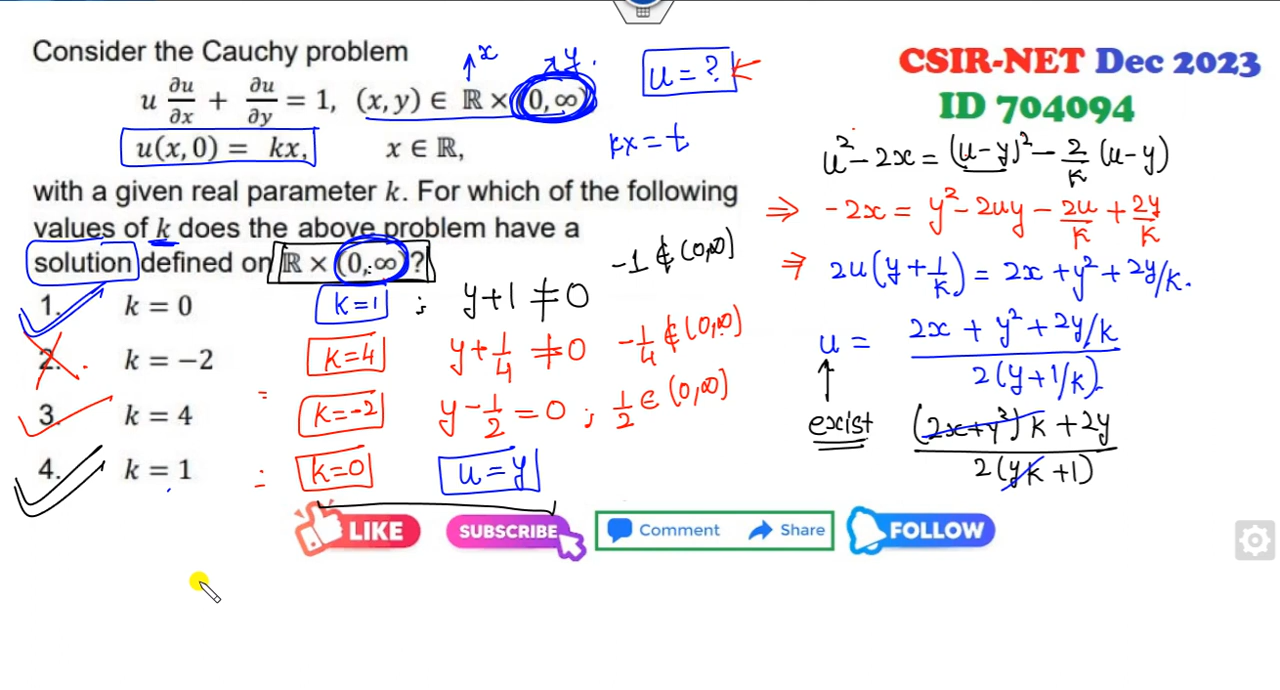 Consider the Cauchy problem
u ∂u/∂x + ∂u/∂y = 1, (x, y) ∈ ℝ × (0, ∞)
u(x, 0) = kx, x ∈ ℝ,
with a given real parameter k. For which of the following
values of k does the above problem have a
solution defined on ℝ × (0, ∞)?
1. k = 0
2. k = −2
3. k = 4
4. k = 1
x
y.
u = ?
kx = t
-1 ∉ (0,∞)
k=1 ; y+1 ≠ 0
k=4 y+1/4 ≠ 0 -1/4 ∉ (0,∞)
= k=-2 y-1/2 = 0 ; 1/2 ∈ (0,∞)
= k=0 u=y
CSIR-NET Dec 2023
ID 704094
u² - 2x = (u-y)² - 2/k (u-y)
⇒ -2x = y² - 2uy - 2u/k + 2y/k
⇒ 2u(y+1/k) = 2x + y² + 2y/k.
u = 2x + y² + 2y/k / 2(y+1/k)
exist (2x+y²)k + 2y / 2(yk+1)
LIKE SUBSCRIBE Comment Share FOLLOW